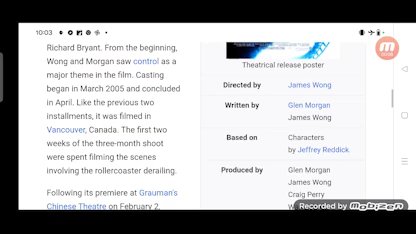 10:03
Richard Bryant. From the beginning,
Wong and Morgan saw control as a
major theme in the film. Casting
began in March 2005 and concluded
in April. Like the previous two
installments, it was filmed in
Vancouver, Canada. The first two
weeks of the three-month shoot
were spent filming the scenes
involving the rollercoaster derailing.
Following its premiere at Grauman's
Chinese Theatre on February 2,
Theatrical release poster
Directed by James Wong
Written by Glen Morgan
James Wong
Based on Characters
by Jeffrey Reddick
Produced by Glen Morgan
James Wong
Craig Perry
Recorded by Mobizen